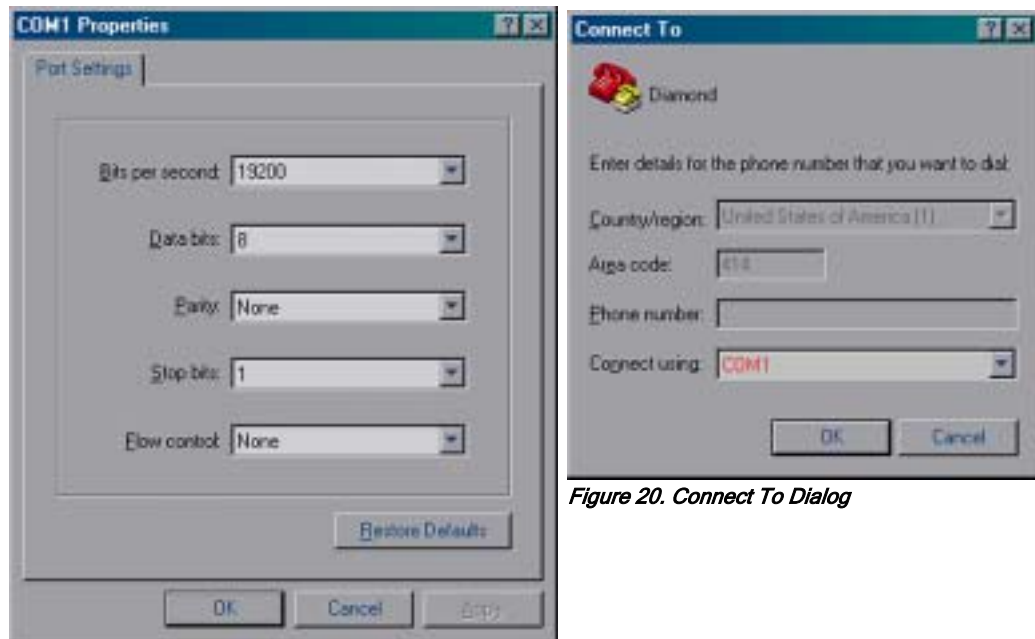 COM1 Properties
Port Settings
Bits per second: 19200
Data bits: 8
Parity: None
Stop bits: 1
Flow control: None
Restore Defaults
OK Cancel Apply
Connect To
Diamond
Enter details for the phone number that you want to dial:
Country/region: United States of America (1)
Area code: 414
Phone number:
Connect using: COM1
OK Cancel
Figure 20. Connect To Dialog